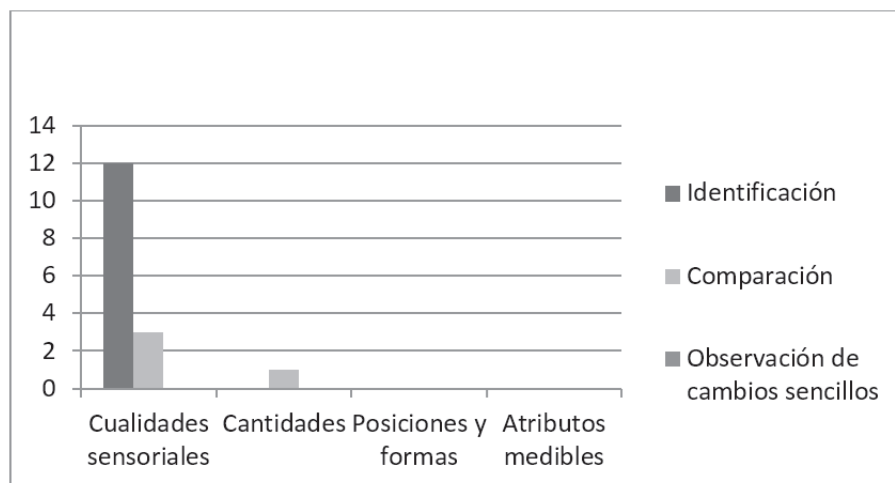 14
12
10
8
6
4
2
0
Cualidades sensoriales
Cantidades
Posiciones y formas
Atributos medibles
Identificación
Comparación
Observación de cambios sencillos